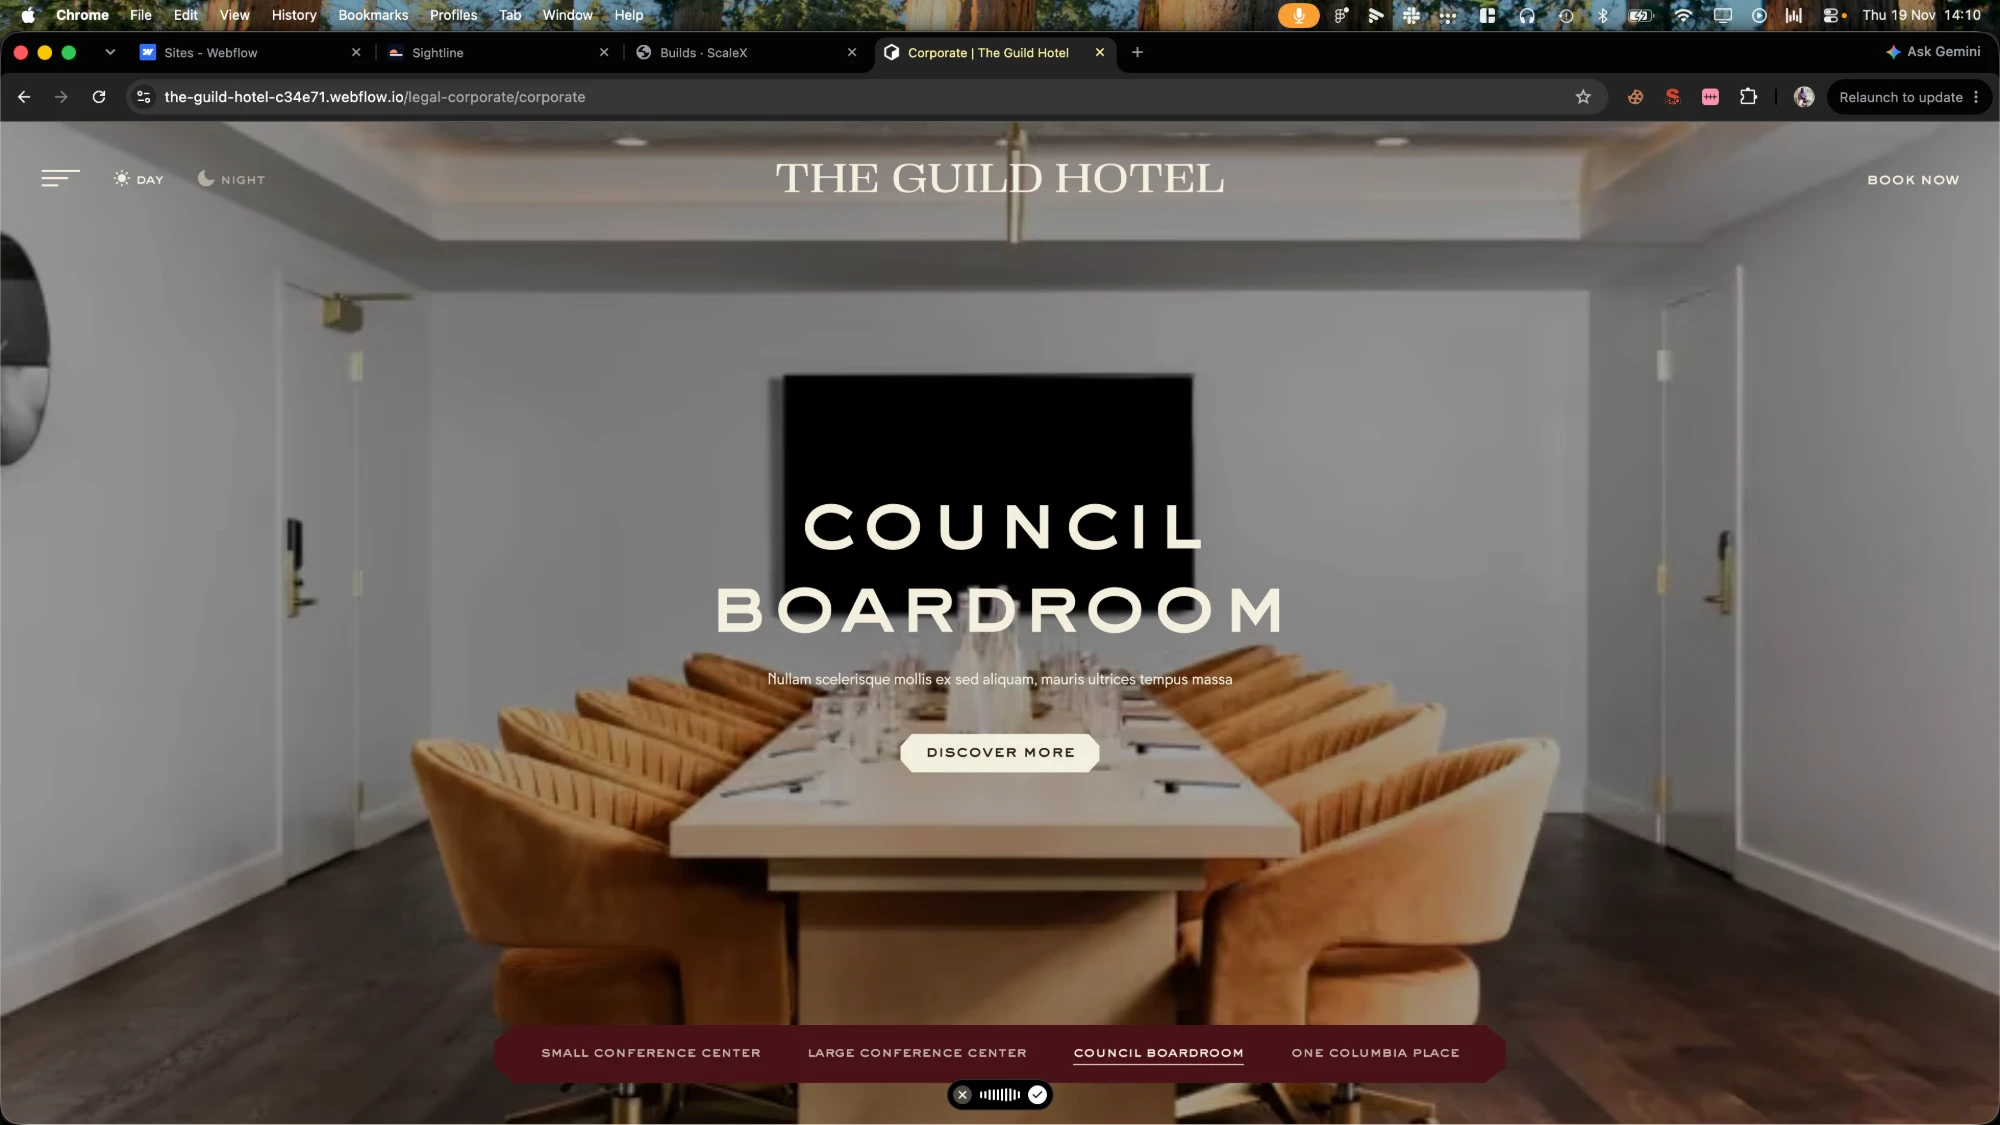 Chrome File Edit View History Bookmarks Profiles Tab Window Help Thu 19 Nov 14:10
Sites - Webflow Sightline Builds · ScaleX Corporate | The Guild Hotel Ask Gemini
the-guild-hotel-c34e71.webflow.io/legal-corporate/corporate Relaunch to update
DAY NIGHT THE GUILD HOTEL BOOK NOW
COUNCIL
BOARDROOM
Nullam scelerisque mollis ex sed aliquam, mauris ultrices tempus massa
DISCOVER MORE
SMALL CONFERENCE CENTER LARGE CONFERENCE CENTER COUNCIL BOARDROOM ONE COLUMBIA PLACE